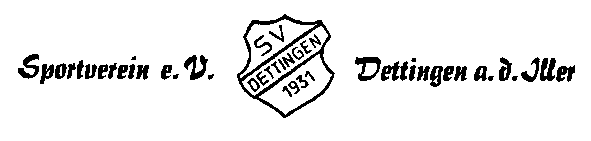 Sportverein e. V.
SV
DETTINGEN
1931
Dettingen a. d. Iller